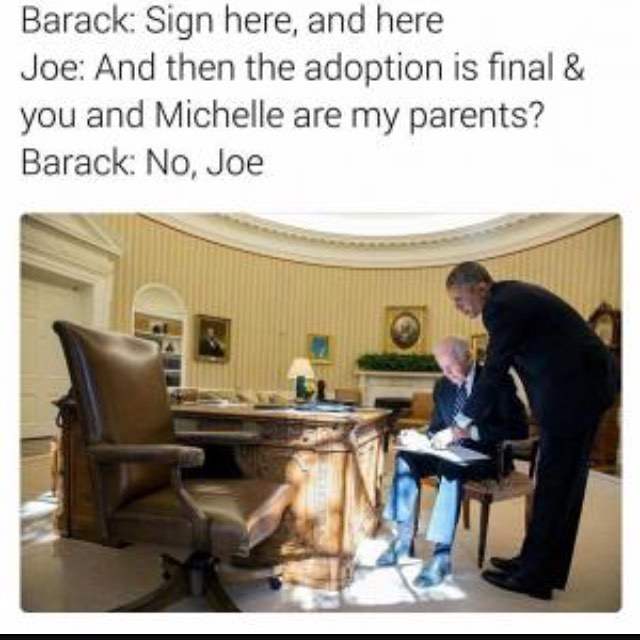 Barack: Sign here, and here
Joe: And then the adoption is final &
you and Michelle are my parents?
Barack: No, Joe